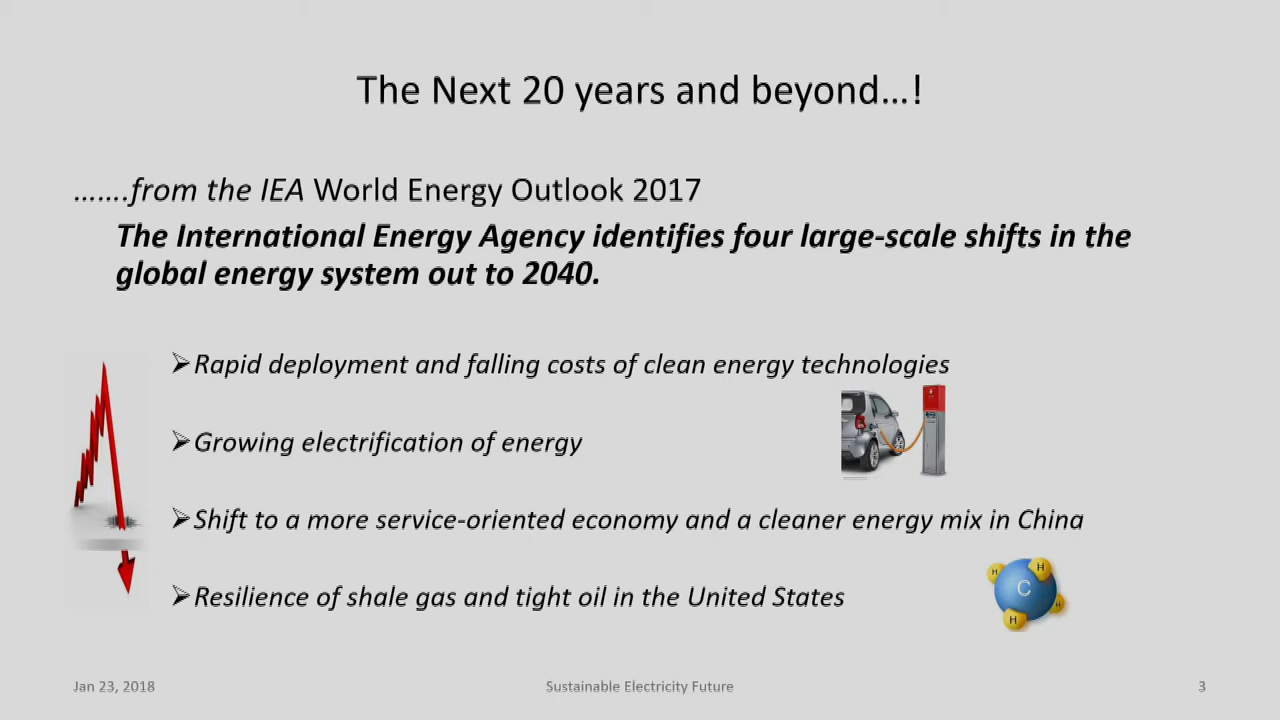 The Next 20 years and beyond…!
…….from the IEA World Energy Outlook 2017
The International Energy Agency identifies four large-scale shifts in the
global energy system out to 2040.
➢Rapid deployment and falling costs of clean energy technologies
➢Growing electrification of energy
➢Shift to a more service-oriented economy and a cleaner energy mix in China
➢Resilience of shale gas and tight oil in the United States
H
H
C
H
H
Jan 23, 2018
Sustainable Electricity Future
3